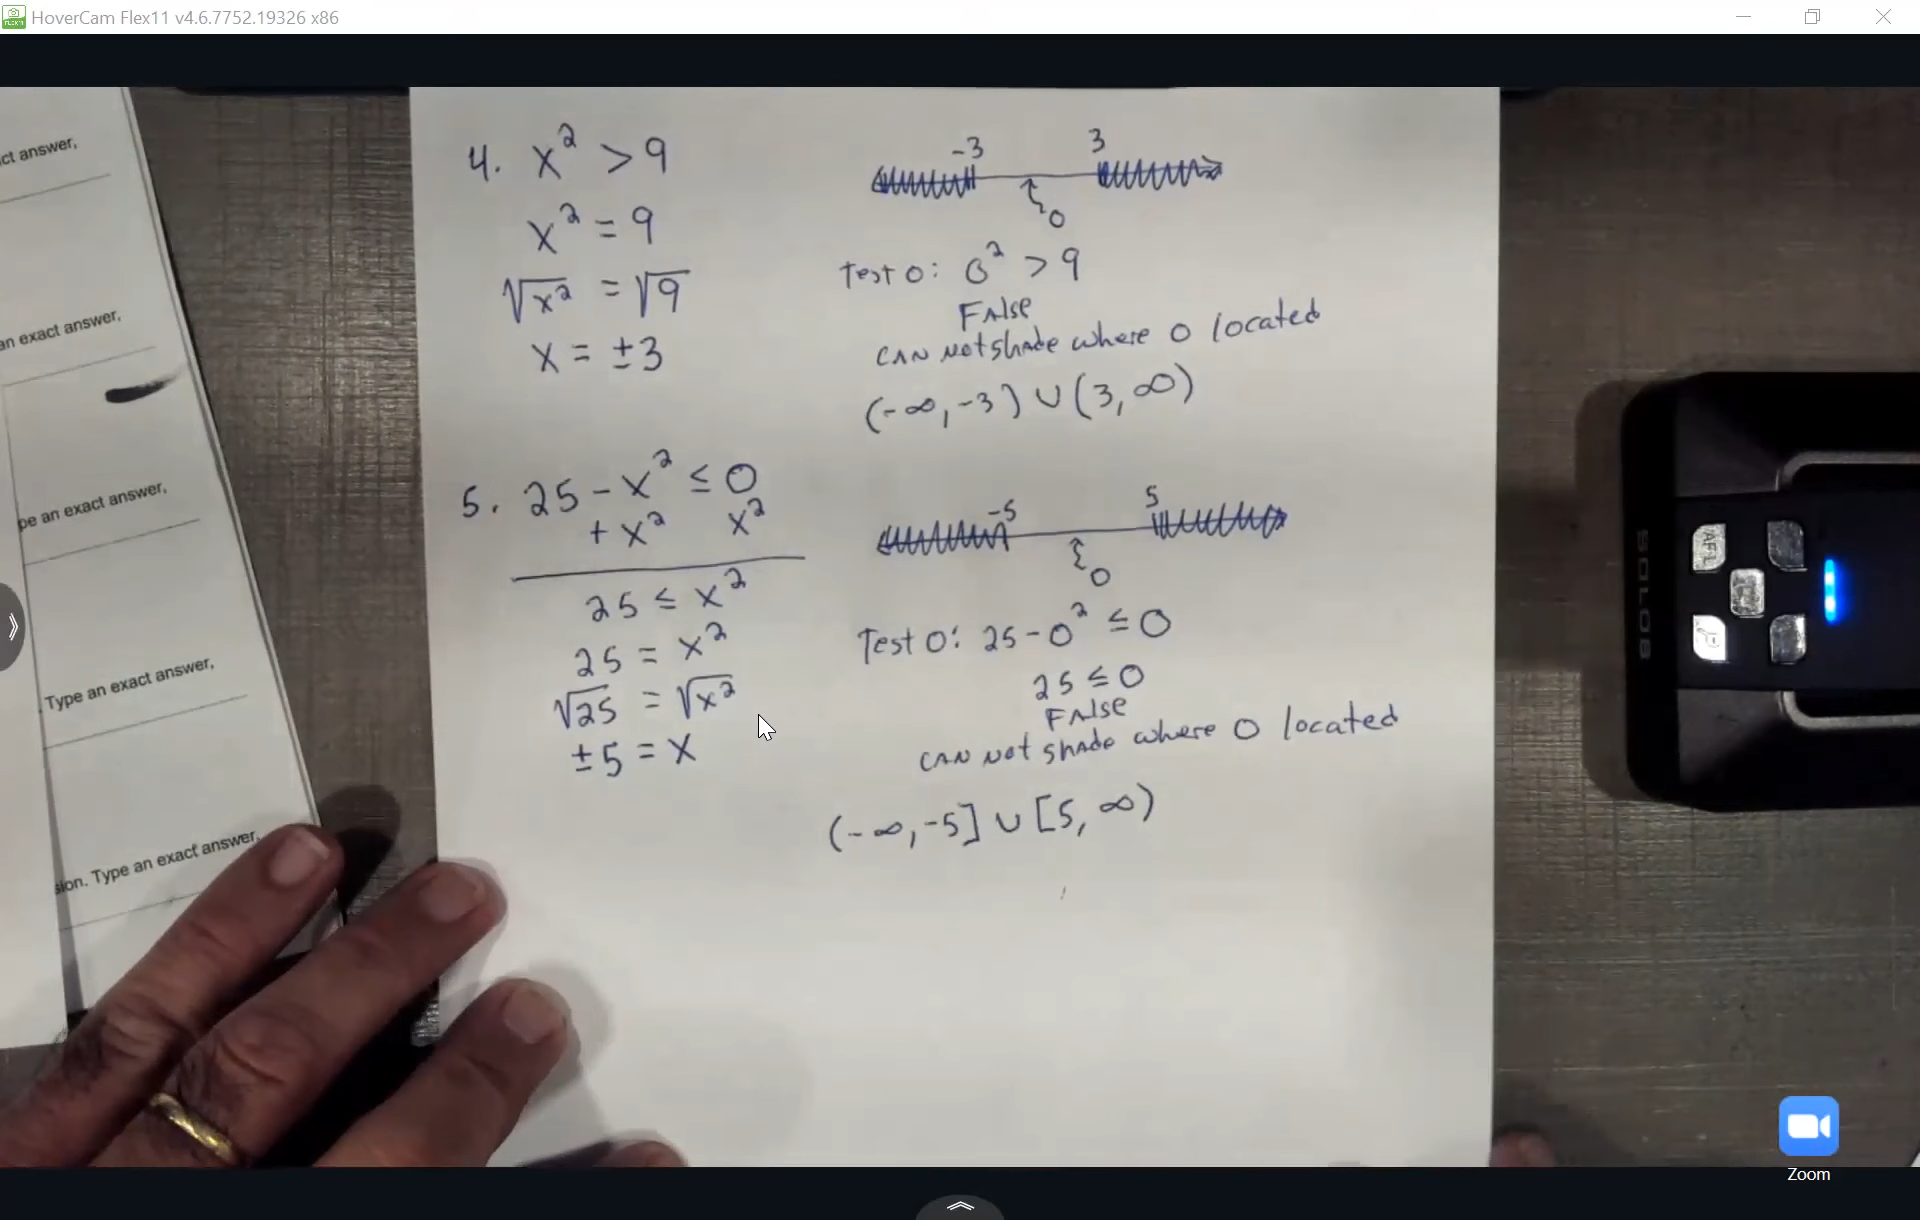 HoverCam Flex11 v4.6.7752.19326 x86
ct answer,
an exact answer,
pe an exact answer,
. Type an exact answer,
sion. Type an exact answer,
4. x² > 9
x² = 9
√x² = √9
x = ±3
-3 3
0
Test 0: 0² > 9
False
CAN Not shade where 0 located
(-∞, -3) ∪ (3, ∞)
5. 25 - x² ≤ 0
+ x² x²
25 ≤ x²
25 = x²
√25 = √x²
±5 = x
-5 5
0
Test 0: 25 - 0² ≤ 0
25 ≤ 0
False
CAN Not shade where 0 located
(-∞, -5] ∪ [5, ∞)
AF
SOLO8
Zoom